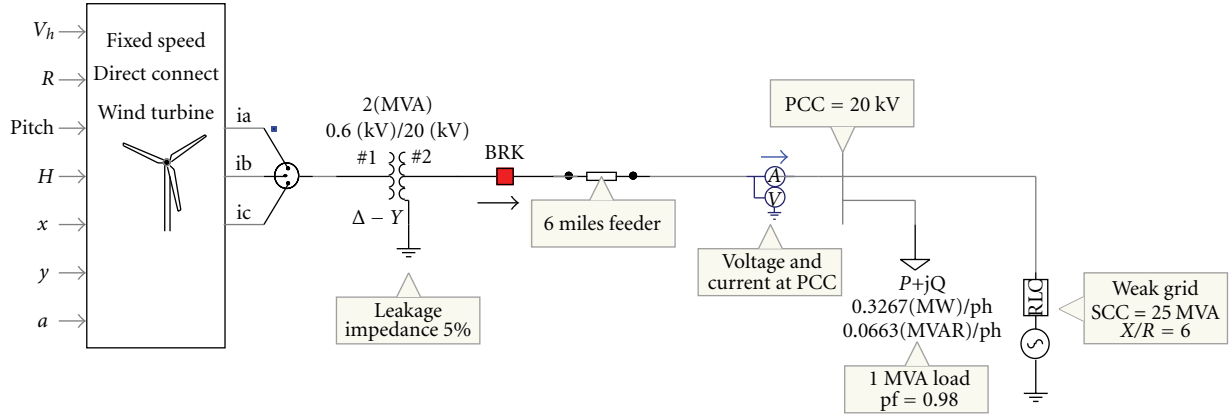 V_h
R
Pitch
H
x
y
a
Fixed speed
Direct connect
Wind turbine
ia
ib
ic
2(MVA)
0.6 (kV)/20 (kV)
#1
#2
Δ − Y
Leakage
impedance 5%
BRK
6 miles feeder
A
V
Voltage and
current at PCC
PCC = 20 kV
P+jQ
0.3267(MW)/ph
0.0663(MVAR)/ph
1 MVA load
pf = 0.98
RLC
Weak grid
SCC = 25 MVA
X/R = 6